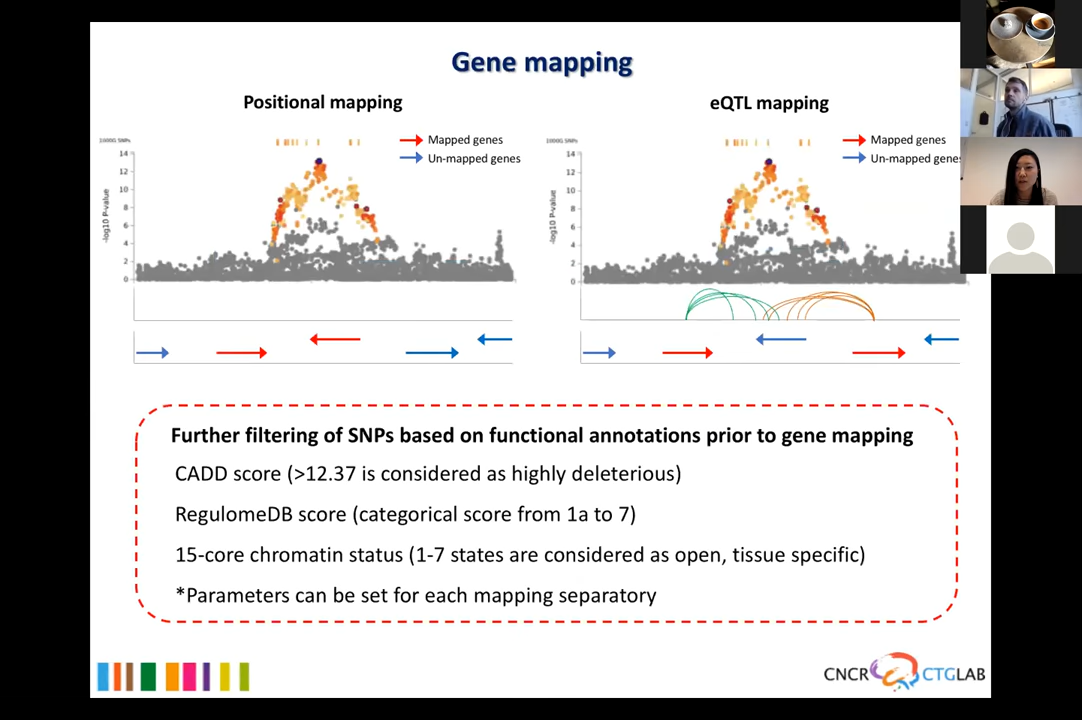 Gene mapping
Positional mapping
1000G SNPs
Mapped genes
Un-mapped genes
-log10 P-value
14
12
10
8
6
4
2
0
eQTL mapping
1000G SNPs
Mapped genes
Un-mapped genes
-log10 P-value
14
12
10
8
6
4
2
0
Further filtering of SNPs based on functional annotations prior to gene mapping
CADD score (>12.37 is considered as highly deleterious)
RegulomeDB score (categorical score from 1a to 7)
15-core chromatin status (1-7 states are considered as open, tissue specific)
*Parameters can be set for each mapping separatory
CNCR CTGLAB